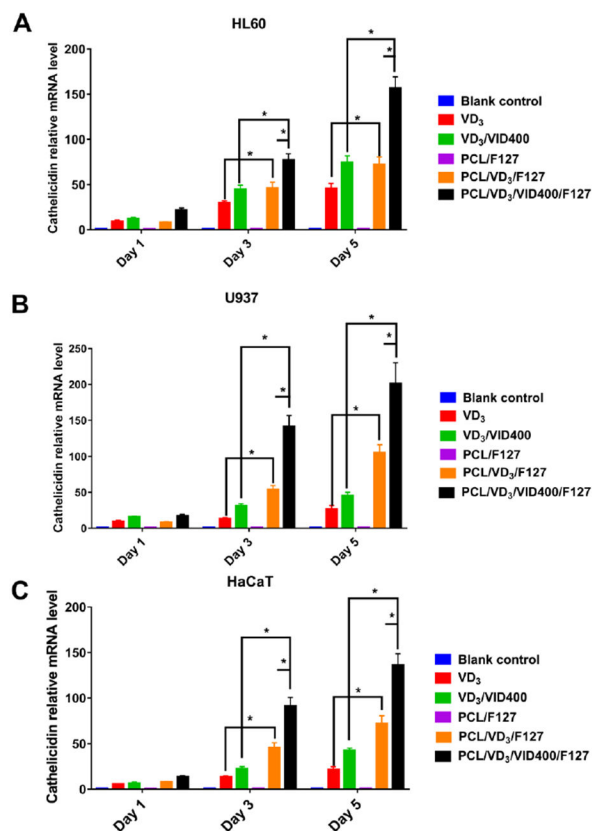 A
HL60
Cathelicidin relative mRNA level
200
150
100
50
0
* * * * * *
Day 1 Day 3 Day 5
Blank control
VD₃
VD₃/VID400
PCL/F127
PCL/VD₃/F127
PCL/VD₃/VID400/F127
B
U937
Cathelicidin relative mRNA level
250
200
150
100
50
0
* * * * * *
Day 1 Day 3 Day 5
Blank control
VD₃
VD₃/VID400
PCL/F127
PCL/VD₃/F127
PCL/VD₃/VID400/F127
C
HaCaT
Cathelicidin relative mRNA level
200
150
100
50
0
* * * * * *
Day 1 Day 3 Day 5
Blank control
VD₃
VD₃/VID400
PCL/F127
PCL/VD₃/F127
PCL/VD₃/VID400/F127